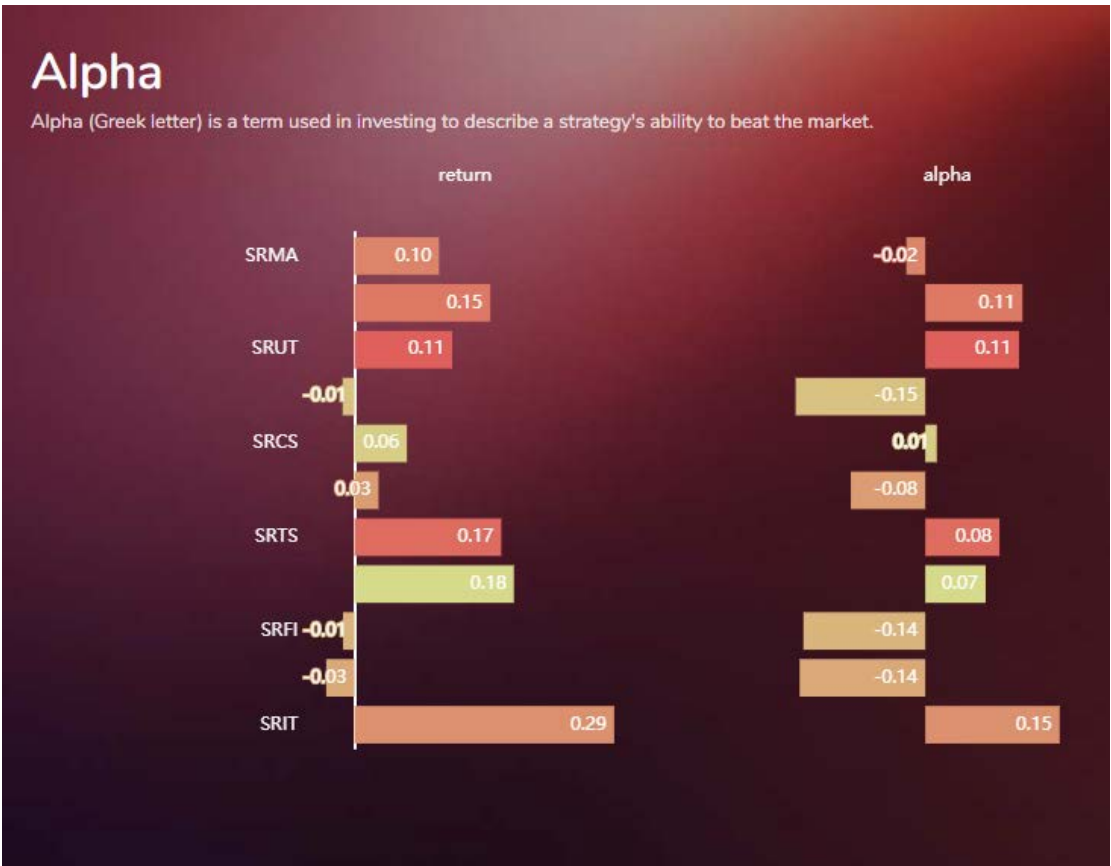 Alpha
Alpha (Greek letter) is a term used in investing to describe a strategy's ability to beat the market.
return alpha
SRMA 0.10 -0.02
0.15 0.11
SRUT 0.11 0.11
-0.01 -0.15
SRCS 0.06 0.01
0.03 -0.08
SRTS 0.17 0.08
0.18 0.07
SRFI -0.01 -0.14
-0.03 -0.14
SRIT 0.29 0.15